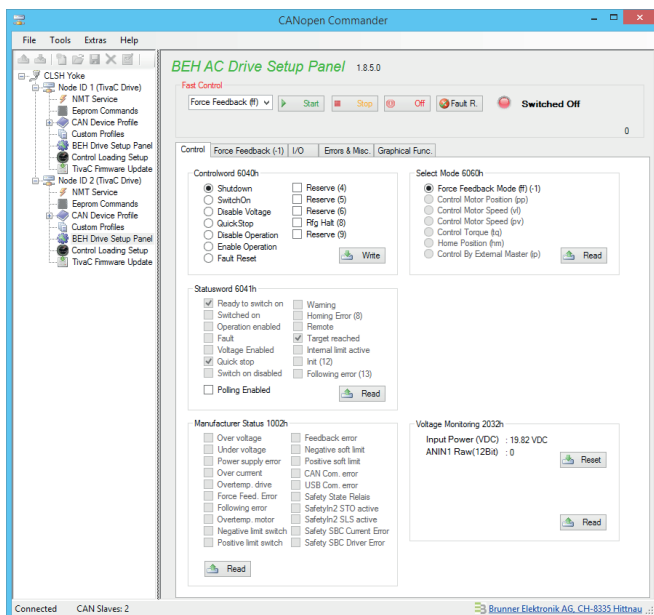 CANopen Commander
File Tools Extras Help
CLSH Yoke
Node ID 1 (TivaC Drive)
NMT Service
Eeprom Commands
CAN Device Profile
Custom Profiles
BEH Drive Setup Panel
Control Loading Setup
TivaC Firmware Update
Node ID 2 (TivaC Drive)
NMT Service
Eeprom Commands
CAN Device Profile
Custom Profiles
BEH Drive Setup Panel
Control Loading Setup
TivaC Firmware Update
BEH AC Drive Setup Panel 1.8.5.0
Fast Control
Force Feedback (ff) Start Stop Off Fault R. Switched Off
0
Control Force Feedback (-1) I/O Errors & Misc. Graphical Func.
Controlword 6040h
Shutdown Reserve (4)
SwitchOn Reserve (5)
Disable Voltage Reserve (6)
QuickStop Rfg Halt (8)
Disable Operation Reserve (9)
Enable Operation
Fault Reset
Write
Select Mode 6060h
Force Feedback Mode (ff) (-1)
Control Motor Position (pp)
Control Motor Speed (vl)
Control Motor Speed (pv)
Control Torque (tq)
Home Position (hm)
Control By External Master (ip)
Read
Statusword 6041h
Ready to switch on Warning
Switched on Homing Error (8)
Operation enabled Remote
Fault Target reached
Voltage Enabled Internal limit active
Quick stop Init (12)
Switch on disabled Following error (13)
Polling Enabled
Read
Manufacturer Status 1002h
Over voltage Feedback error
Under voltage Negative soft limit
Power supply error Positive soft limit
Over current CAN Com. error
Overtemp. drive USB Com. error
Force Feed. Error Safety State Relais
Following error SafetyIn2 STO active
Overtemp. motor SafetyIn2 SLS active
Negative limit switch Safety SBC Current Error
Positive limit switch Safety SBC Driver Error
Read
Voltage Monitoring 2032h
Input Power (VDC) : 19.82 VDC
ANIN1 Raw(12Bit) : 0
Reset
Read
Connected CAN Slaves: 2 Brunner Elektronik AG, CH-8335 Hittnau